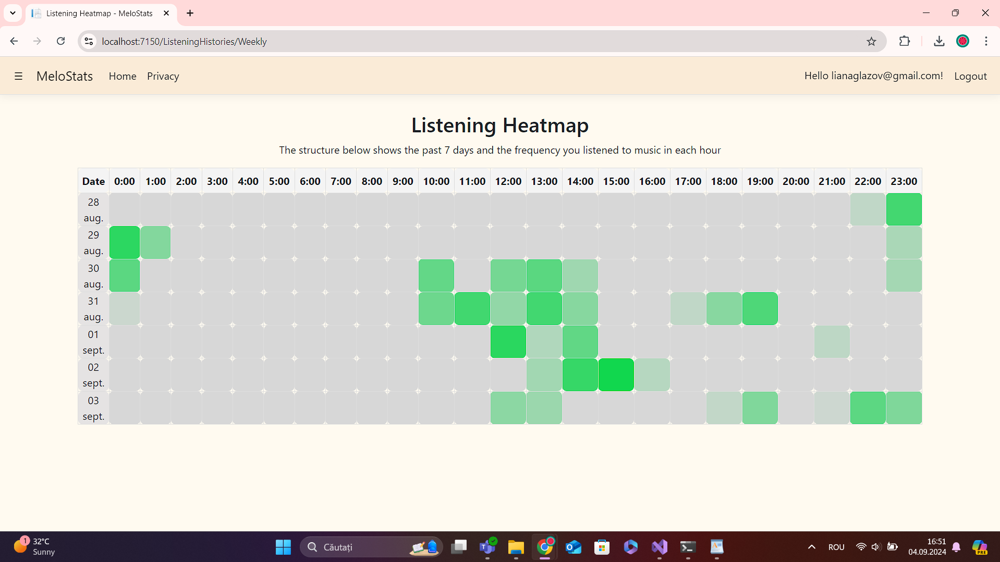 Listening Heatmap - MeloStats
localhost:7150/ListeningHistories/Weekly
☰ MeloStats Home Privacy Hello lianaglazov@gmail.com! Logout
Listening Heatmap
The structure below shows the past 7 days and the frequency you listened to music in each hour
Date 0:00 1:00 2:00 3:00 4:00 5:00 6:00 7:00 8:00 9:00 10:00 11:00 12:00 13:00 14:00 15:00 16:00 17:00 18:00 19:00 20:00 21:00 22:00 23:00
28
aug.
29
aug.
30
aug.
31
aug.
01
sept.
02
sept.
03
sept.
1
32°C
Sunny
Căutați
ROU
16:51
04.09.2024
PRE